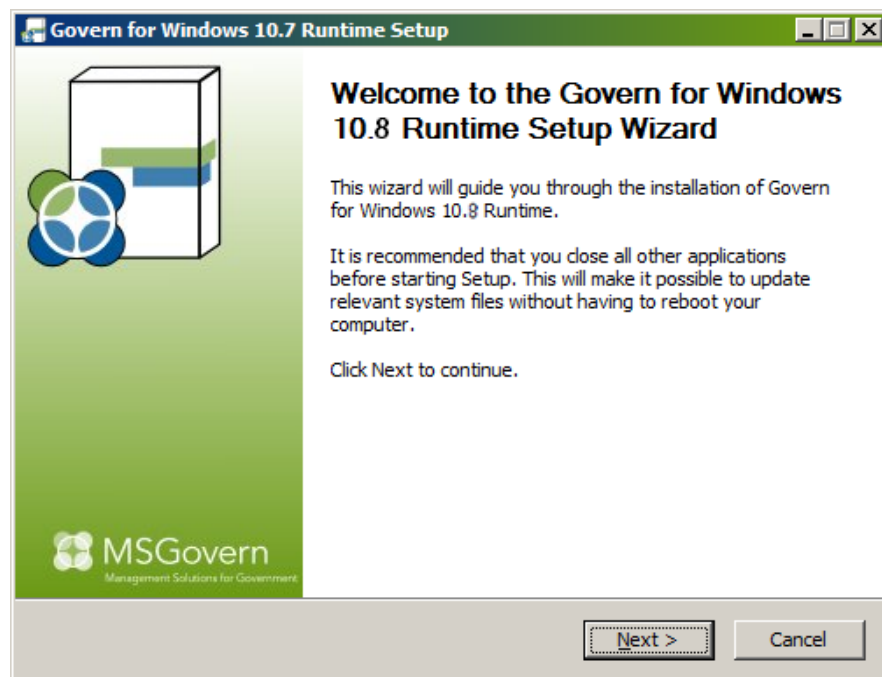 Govern for Windows 10.7 Runtime Setup
Welcome to the Govern for Windows
10.8 Runtime Setup Wizard
This wizard will guide you through the installation of Govern
for Windows 10.8 Runtime.
It is recommended that you close all other applications
before starting Setup. This will make it possible to update
relevant system files without having to reboot your
computer.
Click Next to continue.
MSGovern
Management Solutions for Government
Next >
Cancel